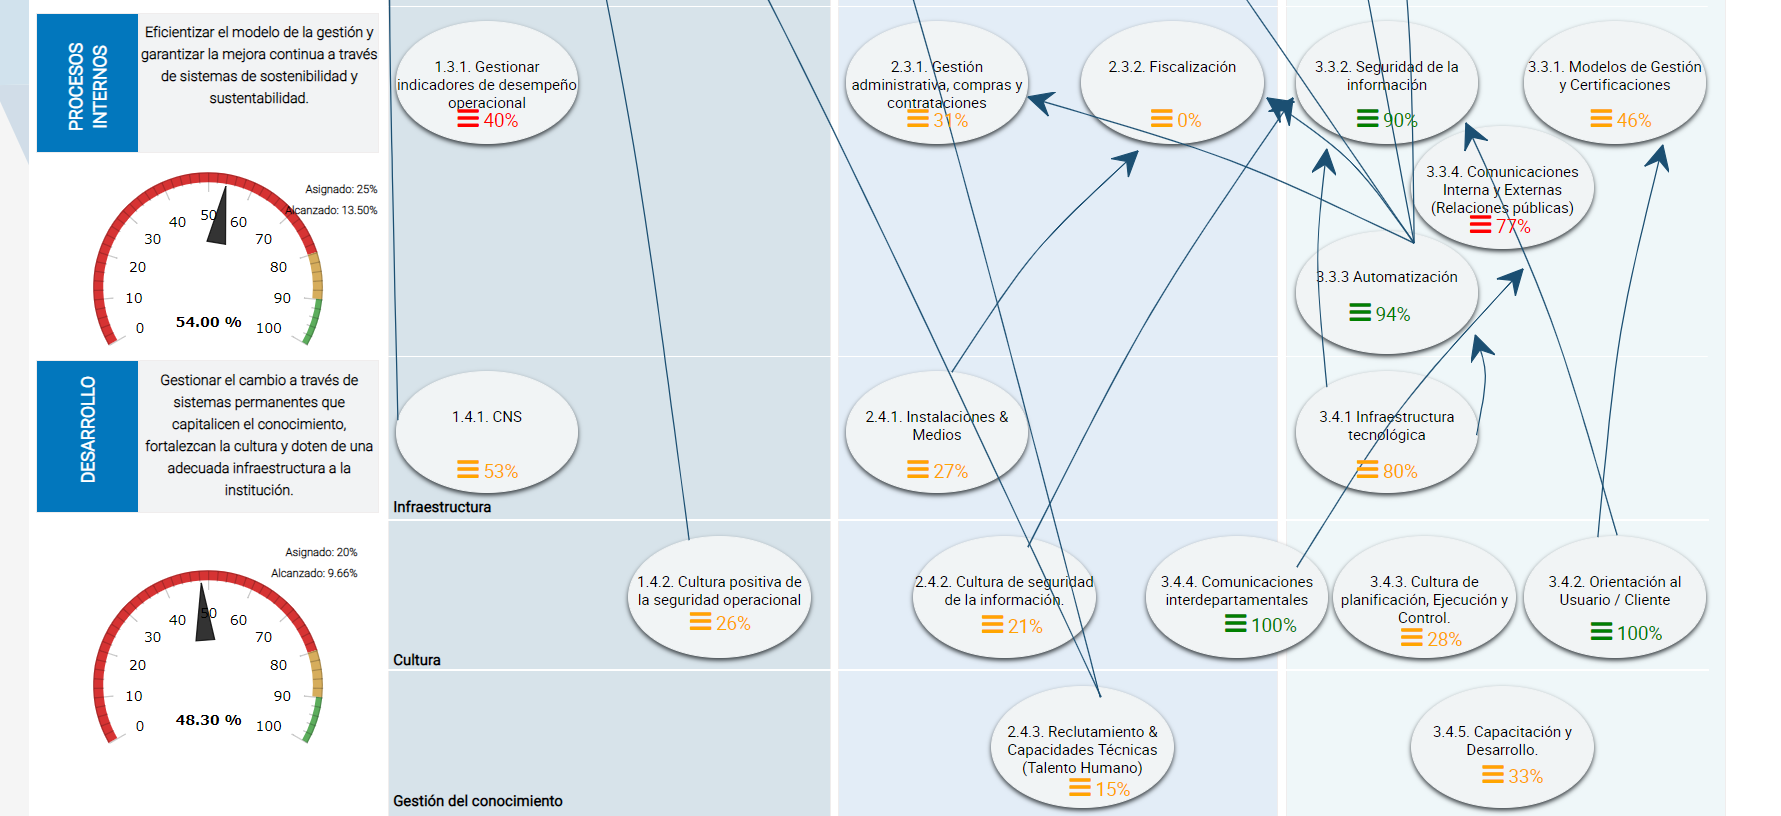 PROCESOS
INTERNOS
Eficientizar el modelo de la gestión y
garantizar la mejora continua a través
de sistemas de sostenibilidad y
sustentabilidad.
1.3.1. Gestionar
indicadores de desempeño
operacional
40%
2.3.1. Gestión
administrativa, compras y
contrataciones
31%
2.3.2. Fiscalización
0%
3.3.2. Seguridad de la
información
90%
3.3.1. Modelos de Gestión
y Certificaciones
46%
3.3.4. Comunicaciones
Interna y Externas
(Relaciones públicas)
77%
3.3.3 Automatización
94%
Asignado: 25%
Alcanzado: 13.50%
0
10
20
30
40
50
60
70
80
90
100
54.00 %
DESARROLLO
Gestionar el cambio a través de
sistemas permanentes que
capitalicen el conocimiento,
fortalezcan la cultura y doten de una
adecuada infraestructura a la
institución.
1.4.1. CNS
53%
2.4.1. Instalaciones &
Medios
27%
3.4.1 Infraestructura
tecnológica
80%
Infraestructura
Asignado: 20%
Alcanzado: 9.66%
0
10
20
30
40
50
60
70
80
90
100
48.30 %
1.4.2. Cultura positiva de
la seguridad operacional
26%
2.4.2. Cultura de seguridad
de la información.
21%
3.4.4. Comunicaciones
interdepartamentales
100%
3.4.3. Cultura de
planificación, Ejecución y
Control.
28%
3.4.2. Orientación al
Usuario / Cliente
100%
Cultura
2.4.3. Reclutamiento &
Capacidades Técnicas
(Talento Humano)
15%
3.4.5. Capacitación y
Desarrollo.
33%
Gestión del conocimiento